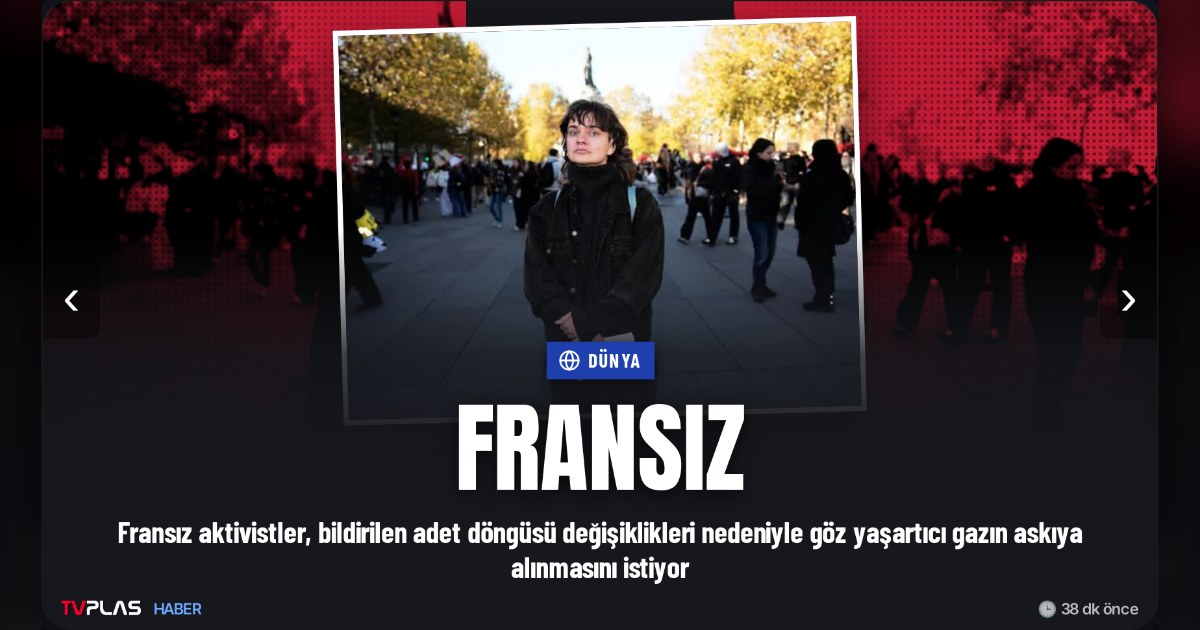 DÜNYA
FRANSIZ
Fransız aktivistler, bildirilen adet döngüsü değişiklikleri nedeniyle göz yaşartıcı gazın askıya
alınmasını istiyor
TVPLAS HABER
38 dk önce